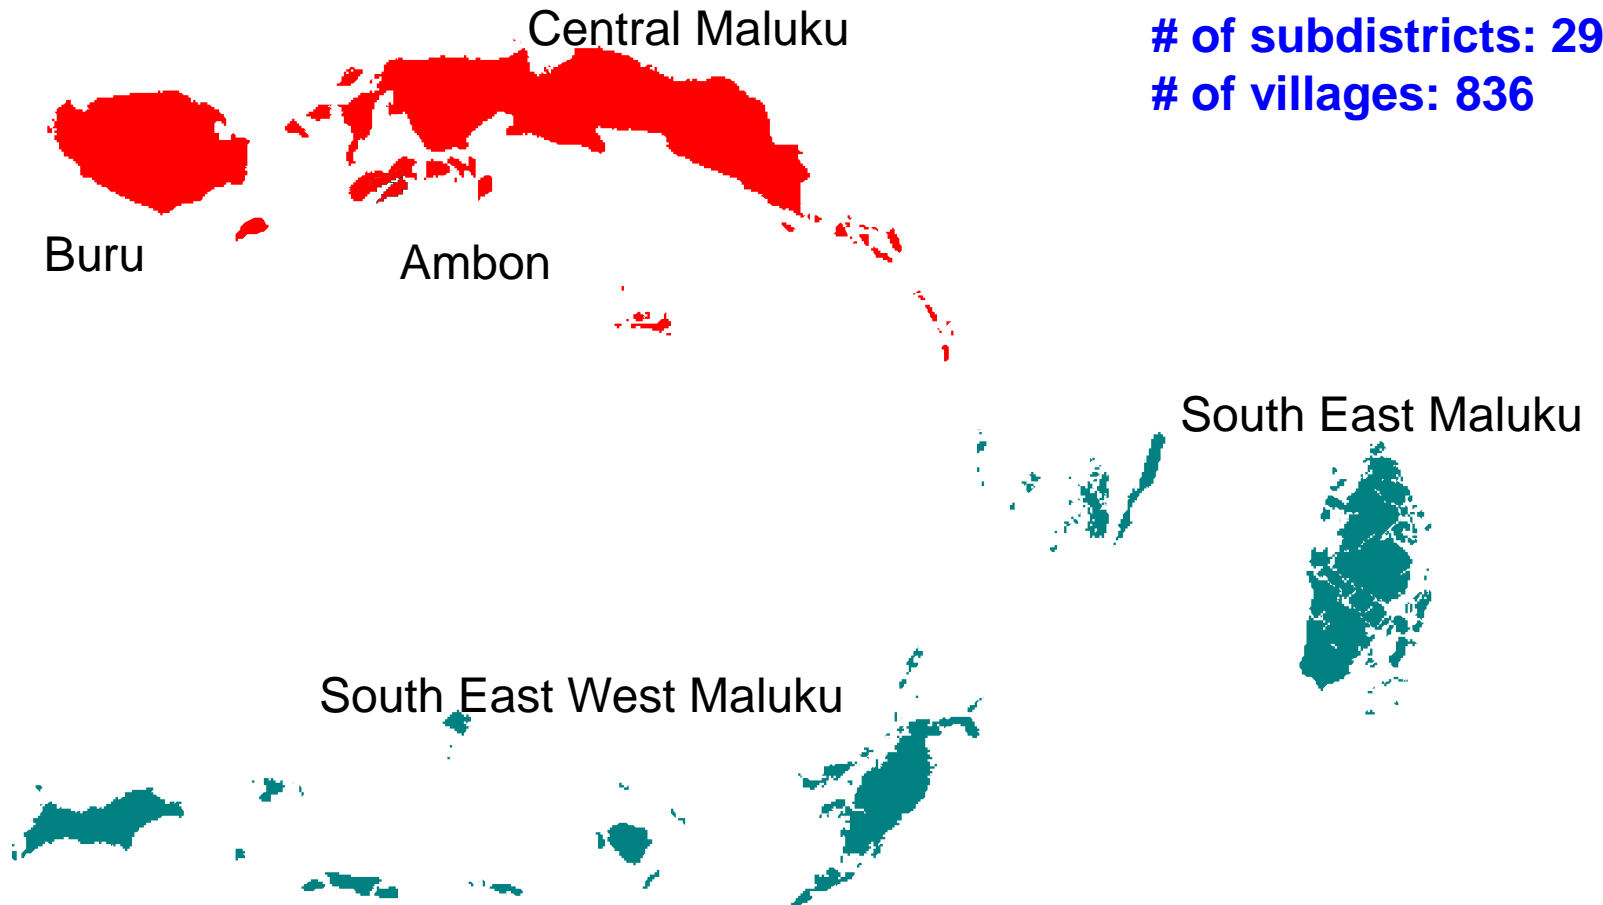 Central Maluku
# of subdistricts: 29
# of villages: 836
Buru
Ambon
South East Maluku
South East West Maluku